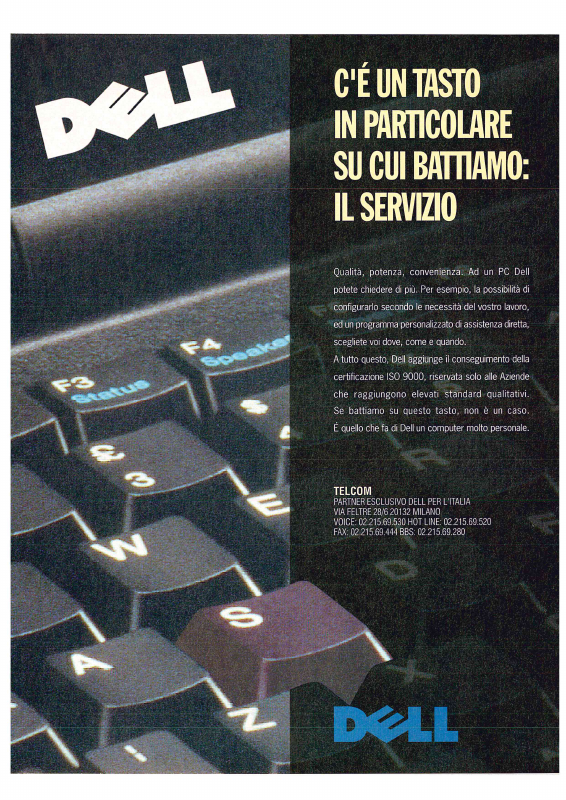 DELL
C'É UN TASTO
IN PARTICOLARE
SU CUI BATTIAMO:
IL SERVIZIO
Qualità, potenza, convenienza. Ad un PC Dell
potete chiedere di più. Per esempio, la possibilità di
configurarlo secondo le necessità del vostro lavoro,
ed un programma personalizzato di assistenza diretta,
scegliete voi dove, come e quando.
A tutto questo, Dell aggiunge il conseguimento della
certificazione ISO 9000, riservata solo alle Aziende
che raggiungono elevati standard qualitativi.
Se battiamo su questo tasto, non è un caso.
É quello che fa di Dell un computer molto personale.
TELCOM
PARTNER ESCLUSIVO DELL PER L'ITALIA
VIA FELTRE 28/6 20132 MILANO
VOICE: 02.215.69.530 HOT LINE: 02.215.69.520
FAX: 02.215.69.444 BBS: 02.215.69.280
F3
Status
F4
Speaker
$
4
£
3
R
E
W
D
S
A
X
Z
DELL